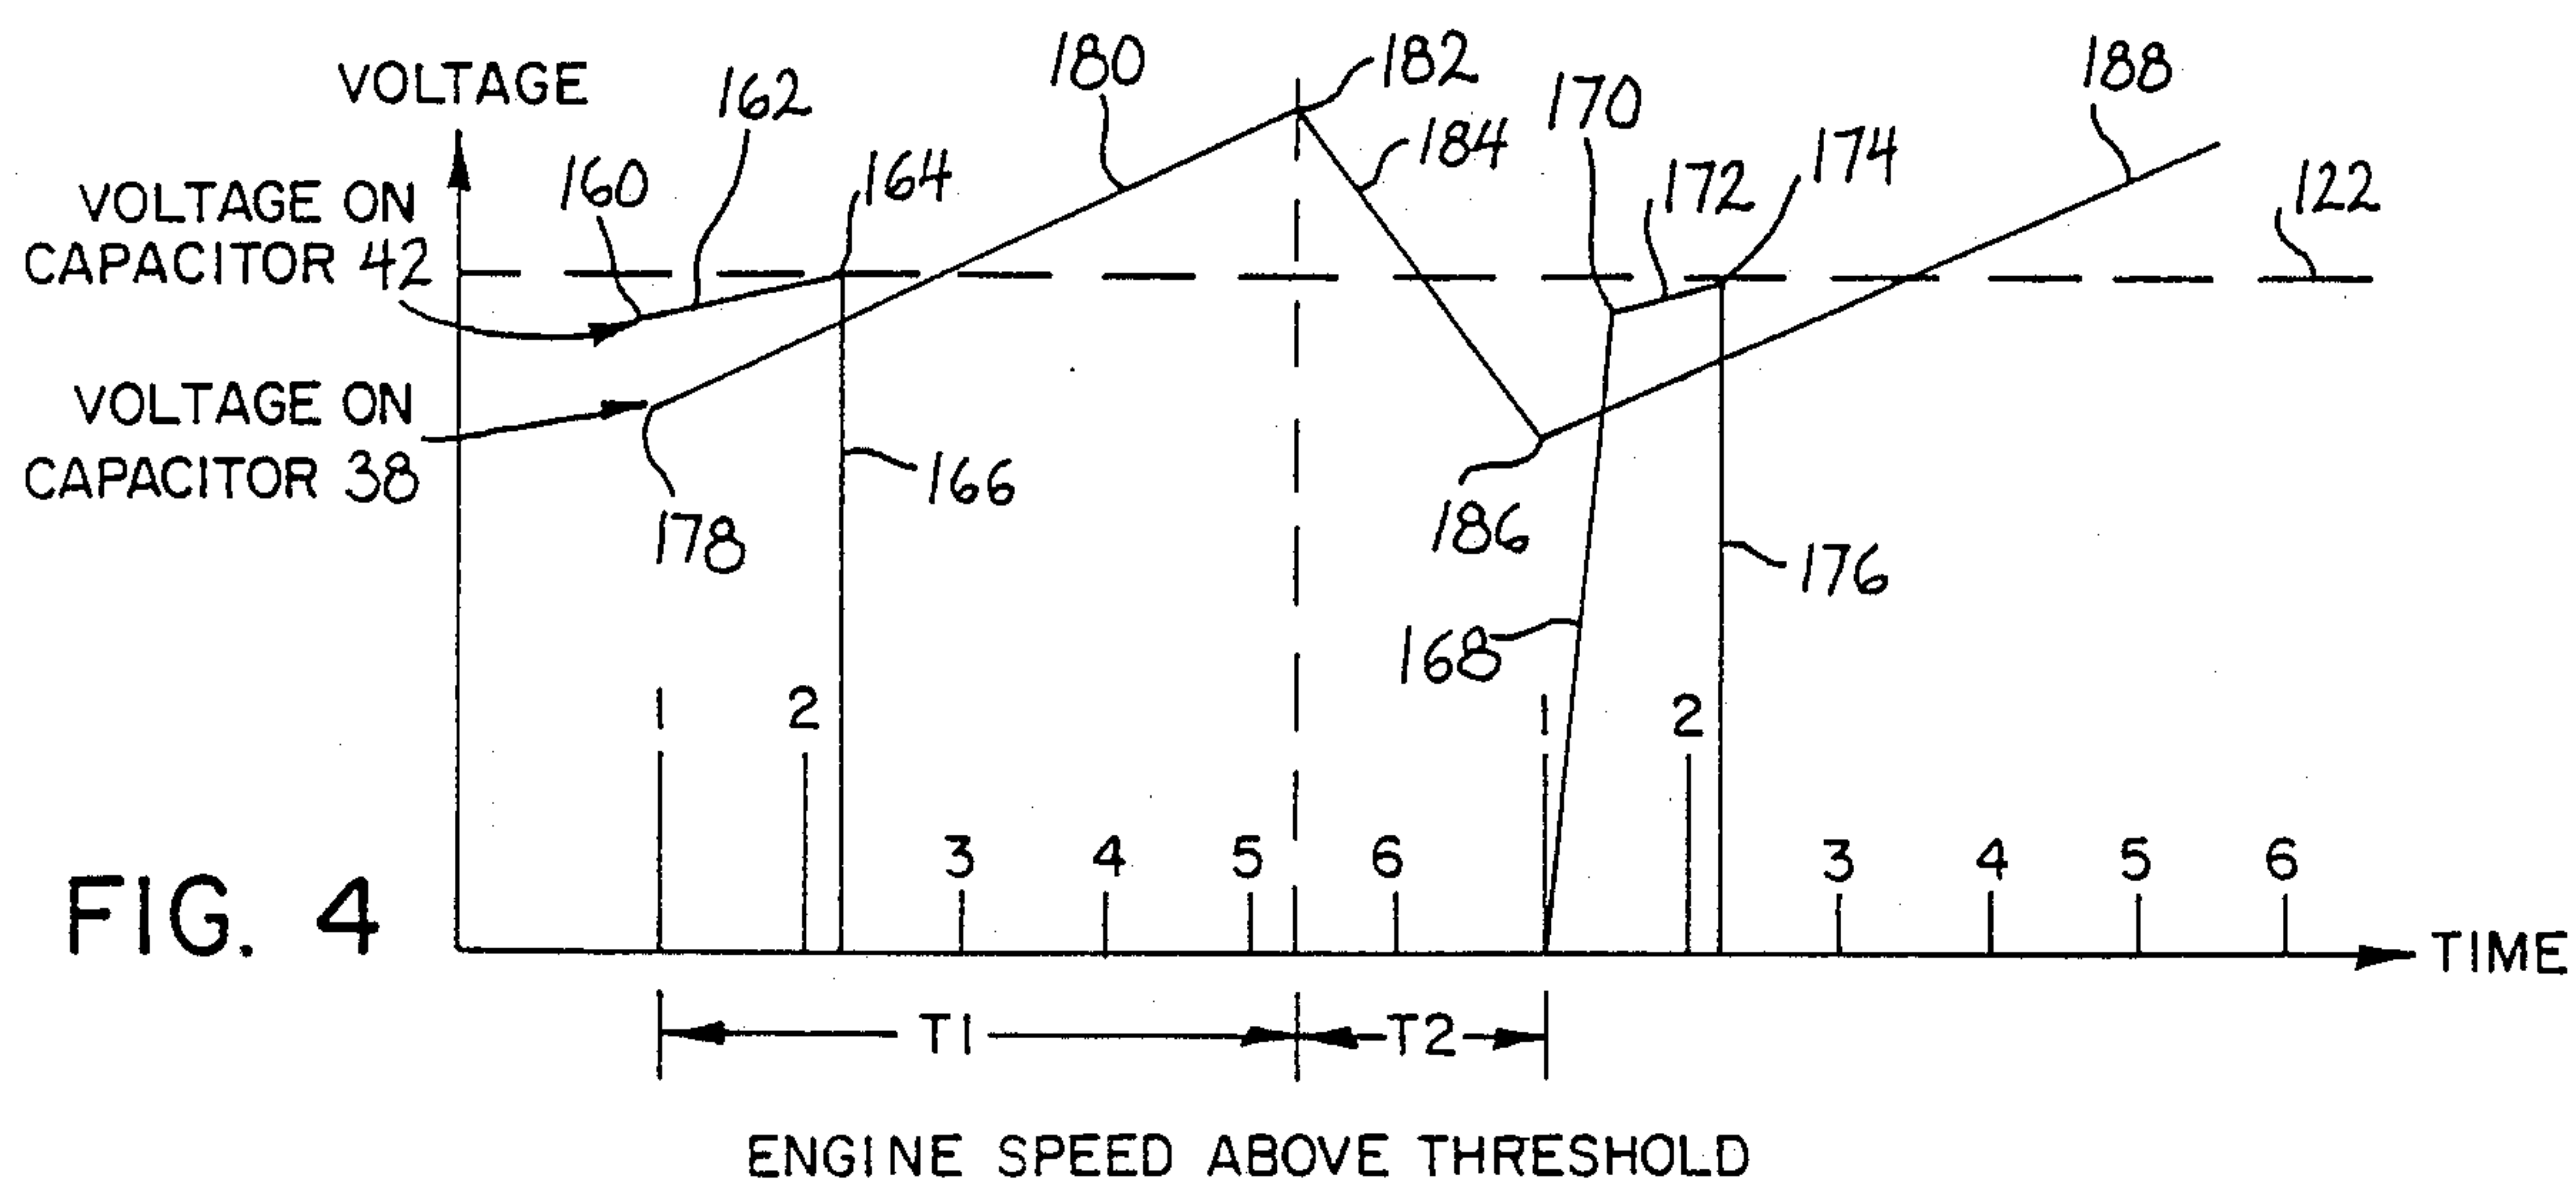 VOLTAGE
162
180
182
170
188
184
174
172
122
160
164
VOLTAGE ON
CAPACITOR 42
VOLTAGE ON
CAPACITOR 38
166
178
186
176
168
1
2
1
2
3
4
5
6
3
4
5
6
FIG. 4
TIME
T1
T2
ENGINE SPEED ABOVE THRESHOLD